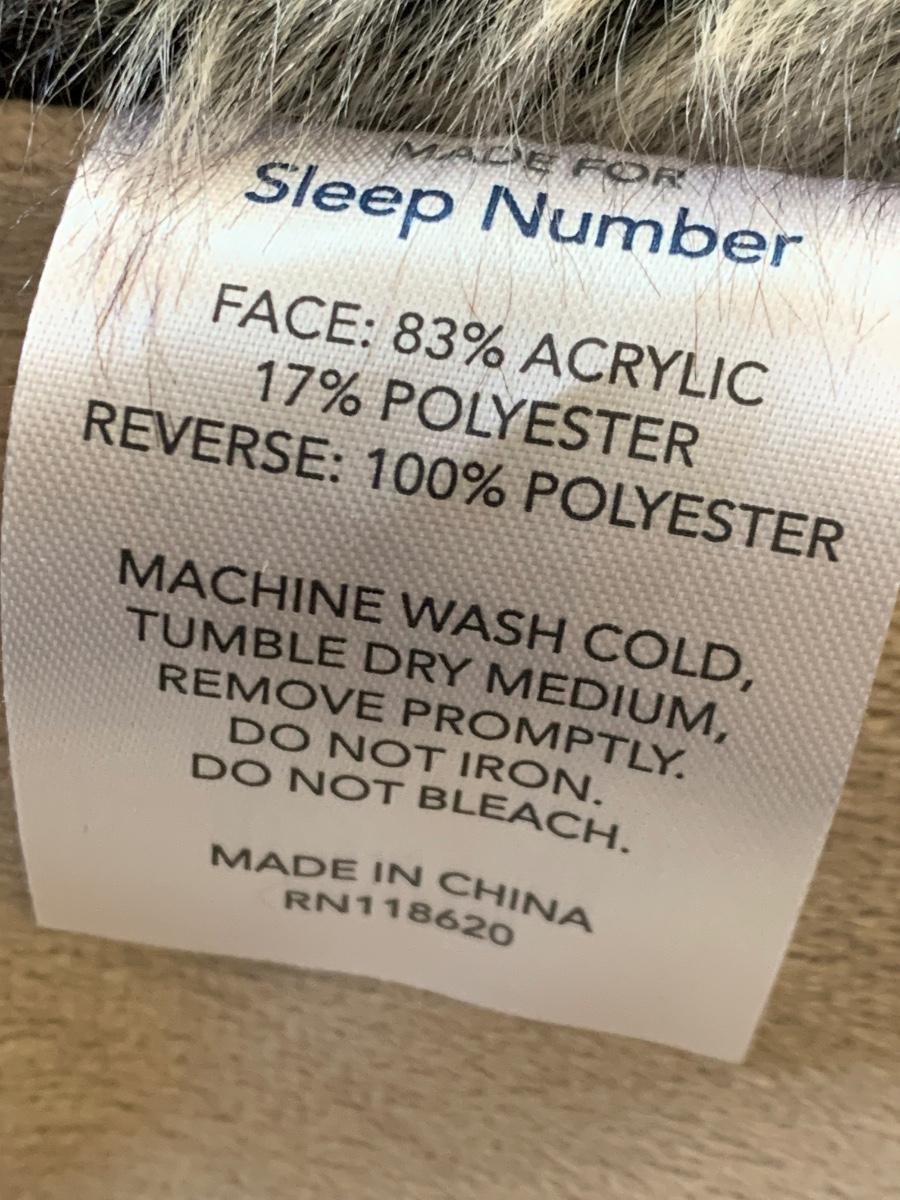 MADE FOR
Sleep Number
FACE: 83% ACRYLIC
17% POLYESTER
REVERSE: 100% POLYESTER
MACHINE WASH COLD,
TUMBLE DRY MEDIUM,
REMOVE PROMPTLY.
DO NOT IRON.
DO NOT BLEACH.
MADE IN CHINA
RN118620